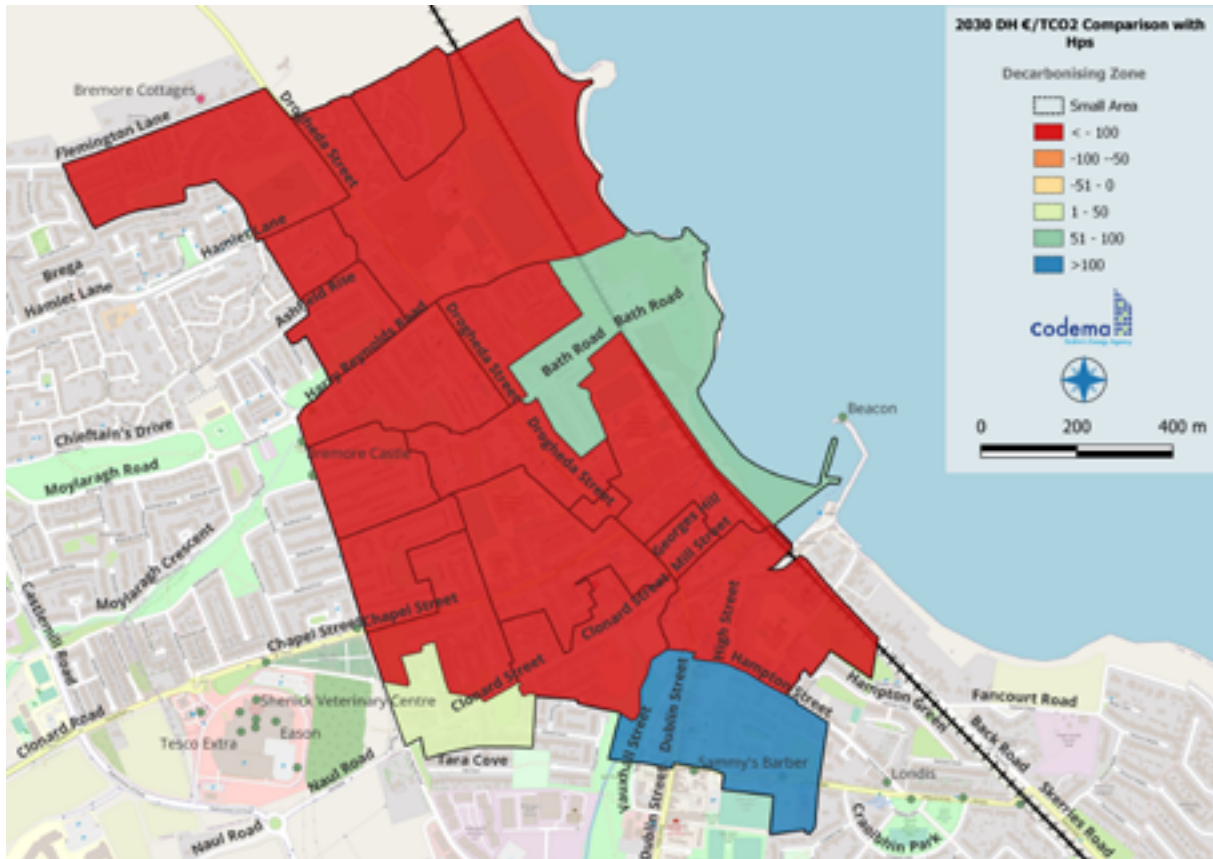 2030 DH €/TCO2 Comparison with
Hps
Decarbonising Zone
Small Area
< - 100
-100 --50
-51 - 0
1 - 50
51 - 100
>100
codema
Dublin's Energy Agency
0 200 400 m
Bremore Cottages
Flemington Lane
Drogheda Street
Hamlet Lane
Brega
Hamlet Lane
Ashfield Rise
Harry Reynolds Road
Drogheda Street
Bath Road
Bath Road
Beacon
Chieftain's Drive
Bremore Castle
Moylaragh Road
Drogheda Street
Georges Hill
Mill Street
Moylaragh Crescent
Castlemill Road
Chapel Street
Chapel Street
Clonard Street
High Street
Hampton Street
Hampton Green
Fancourt Road
Clonard Street
Shenick Veterinary Centre
Clonard Road
Tesco Extra
Eason
Naul Road
Tara Cove
Vauxhall Street
Dublin Street
Sammy's Barber
Back Road
Londis
Skerries Road
Naul Road
Dublin Street
Craoibhin Park